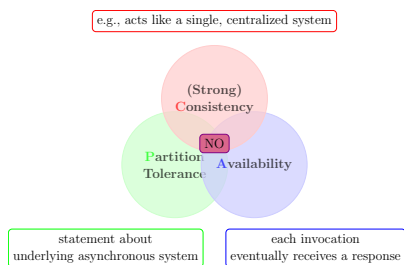 e.g., acts like a single, centralized system
(Strong)
Consistency
NO
Partition
Tolerance
Availability
statement about
underlying asynchronous system
each invocation
eventually receives a response